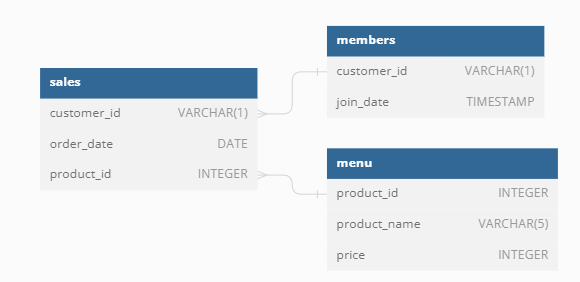 sales
customer_id VARCHAR(1)
order_date DATE
product_id INTEGER
members
customer_id VARCHAR(1)
join_date TIMESTAMP
menu
product_id INTEGER
product_name VARCHAR(5)
price INTEGER